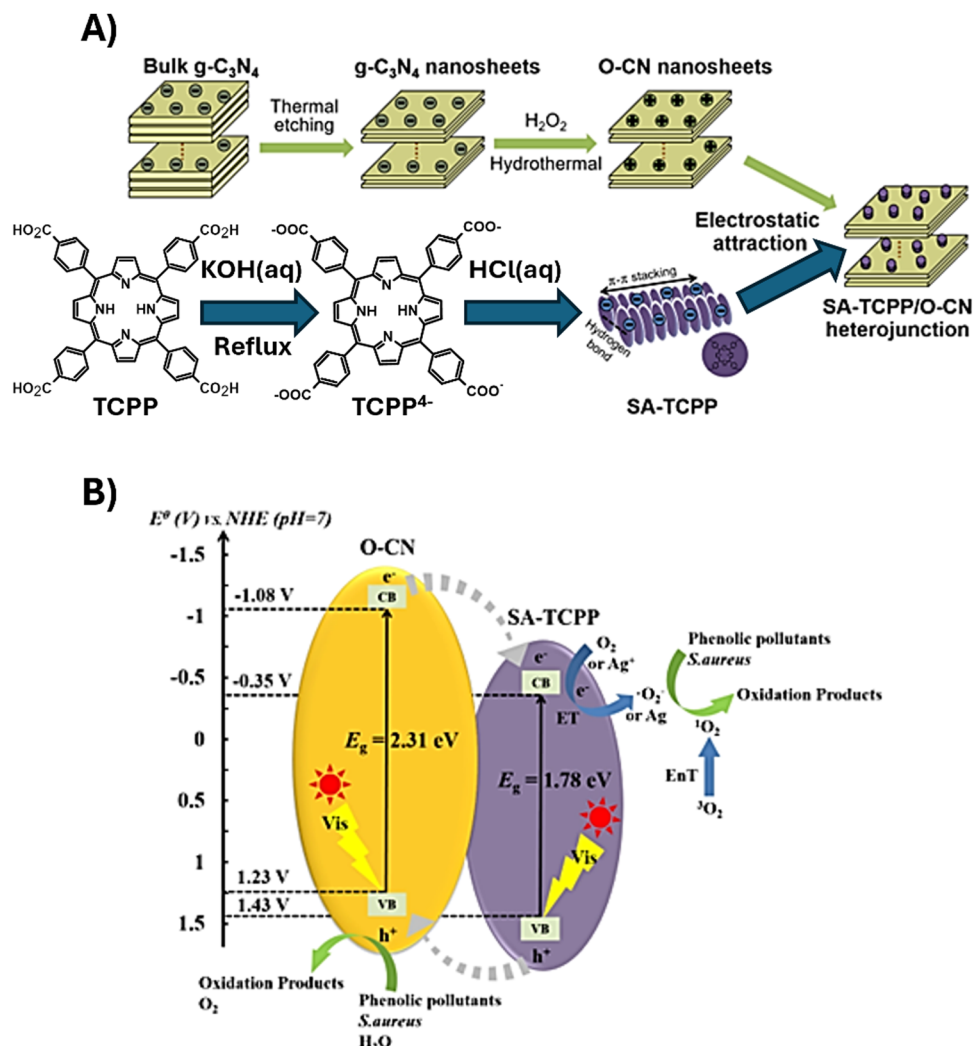 A)
Bulk g-C₃N₄
g-C₃N₄ nanosheets
O-CN nanosheets
Thermal
etching
H₂O₂
Hydrothermal
HO₂C
CO₂H
NH
N
HN
N
HO₂C
CO₂H
TCPP
KOH(aq)
Reflux
-OOC
COO-
NH
N
HN
N
-OOC
COO-
TCPP⁴⁻
HCl(aq)
π-π stacking
Hydrogen
bond
SA-TCPP
Electrostatic
attraction
SA-TCPP/O-CN
heterojunction
B)
E⁰ (V) vs. NHE (pH=7)
-1.5
-1
-0.5
0
0.5
1
1.5
-1.08 V
-0.35 V
1.23 V
1.43 V
O-CN
e⁻
CB
E_g = 2.31 eV
Vis
VB
h⁺
SA-TCPP
e⁻
CB
e⁻
ET
E_g = 1.78 eV
Vis
VB
h⁺
O₂
or Ag⁺
·O₂⁻
or Ag
Phenolic pollutants
S.aureus
Oxidation Products
¹O₂
EnT
³O₂
Oxidation Products
O₂
Phenolic pollutants
S.aureus
H₂O